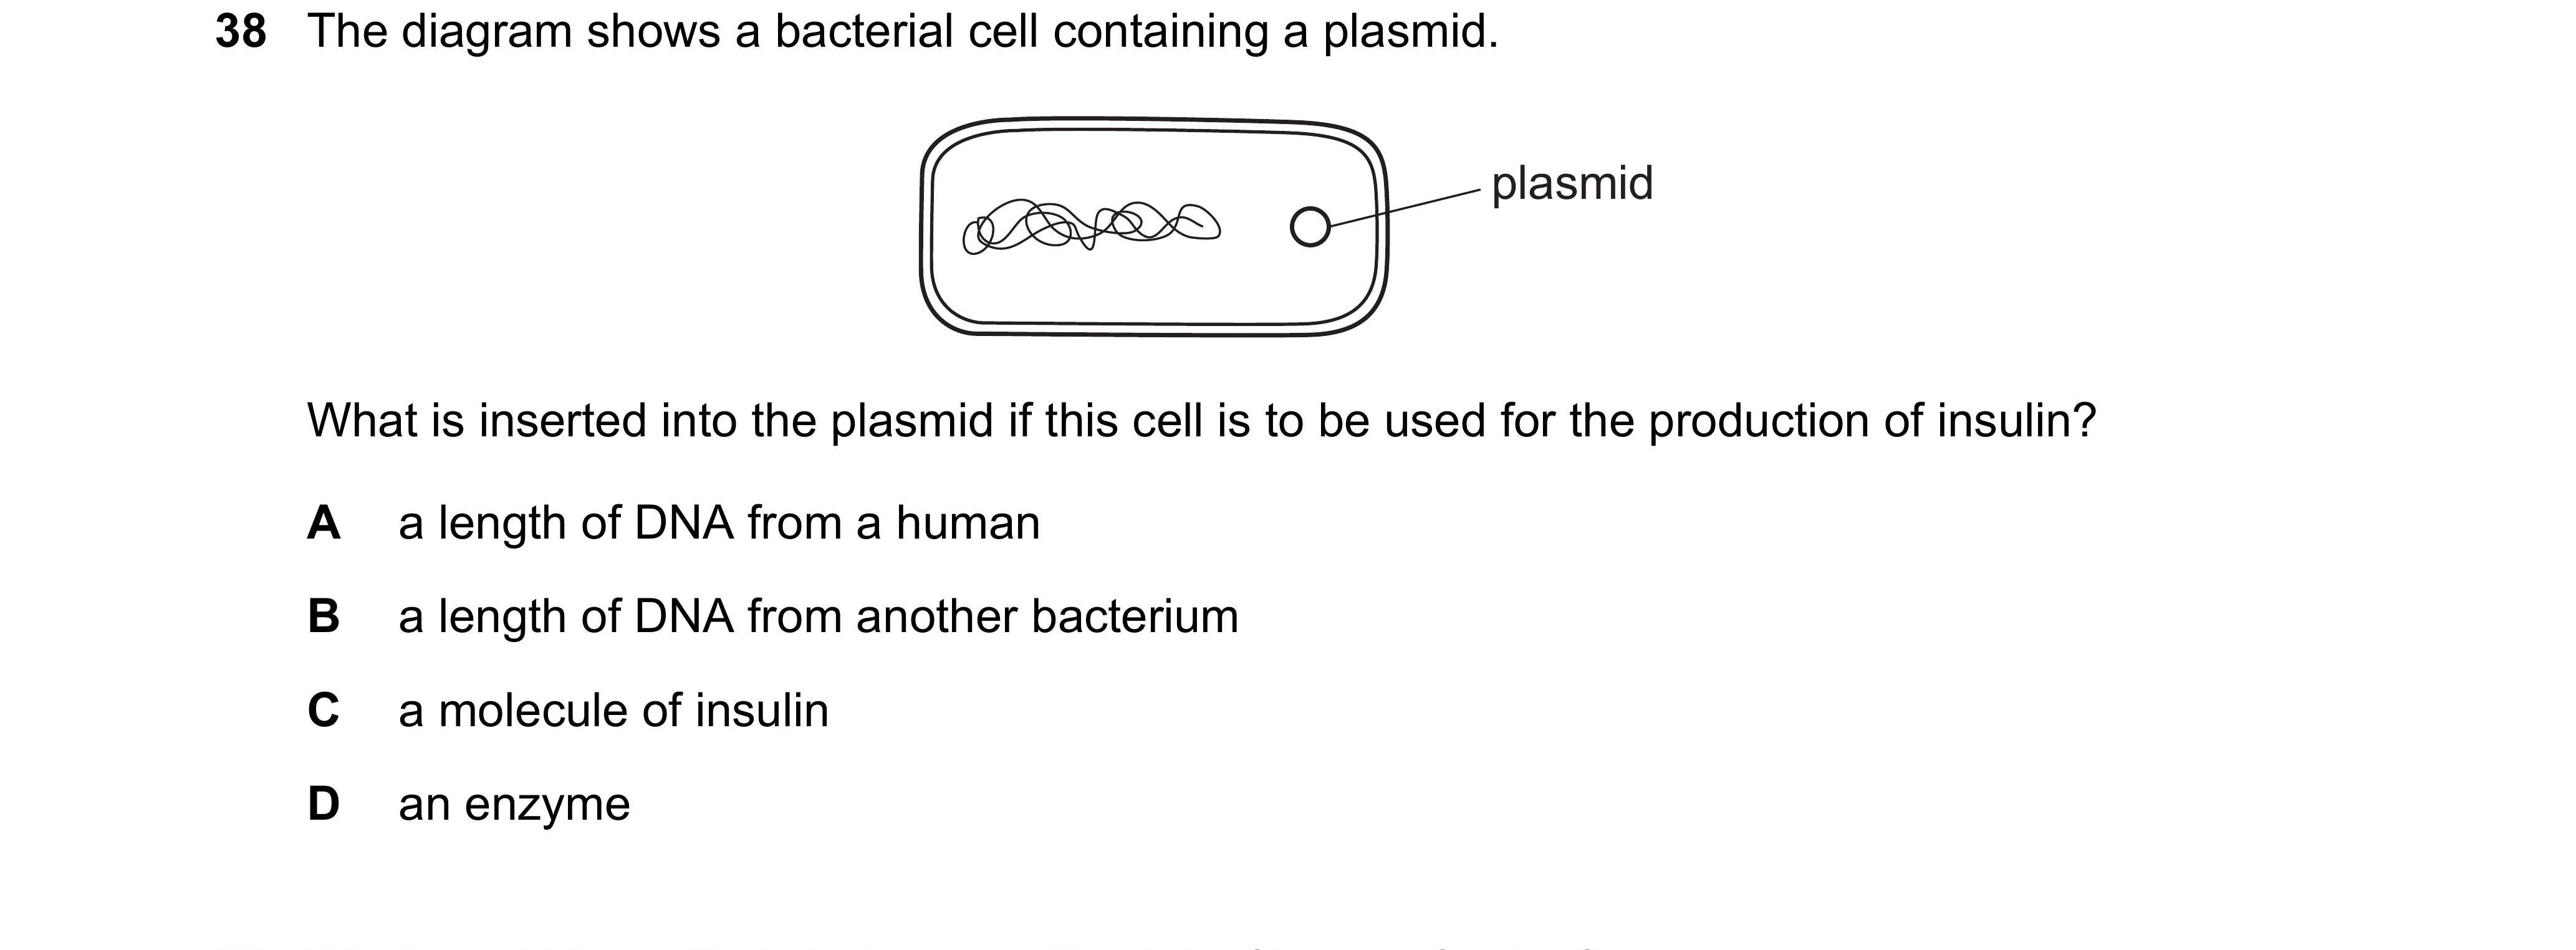 38 The diagram shows a bacterial cell containing a plasmid.
plasmid
What is inserted into the plasmid if this cell is to be used for the production of insulin?
A a length of DNA from a human
B a length of DNA from another bacterium
C a molecule of insulin
D an enzyme